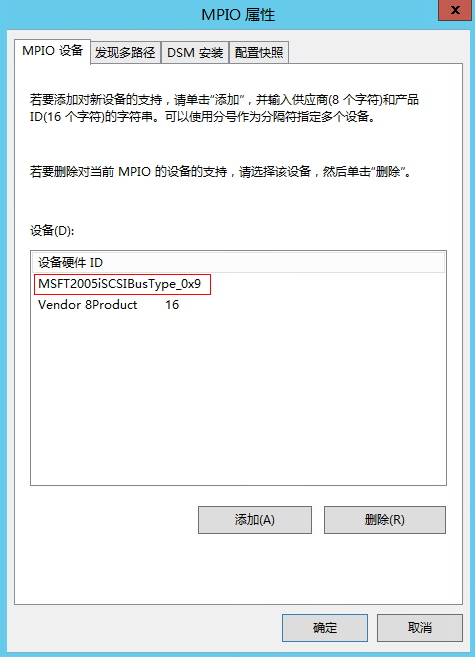 MPIO 属性
x
MPIO 设备 发现多路径 DSM 安装 配置快照
若要添加对新设备的支持，请单击“添加”，并输入供应商(8 个字符)和产品
ID(16 个字符)的字符串。可以使用分号作为分隔符指定多个设备。
若要删除对当前 MPIO 的设备的支持，请选择该设备，然后单击“删除”。
设备(D):
设备硬件 ID
MSFT2005iSCSIBusType_0x9
Vendor 8Product 16
添加(A) 删除(R)
确定 取消